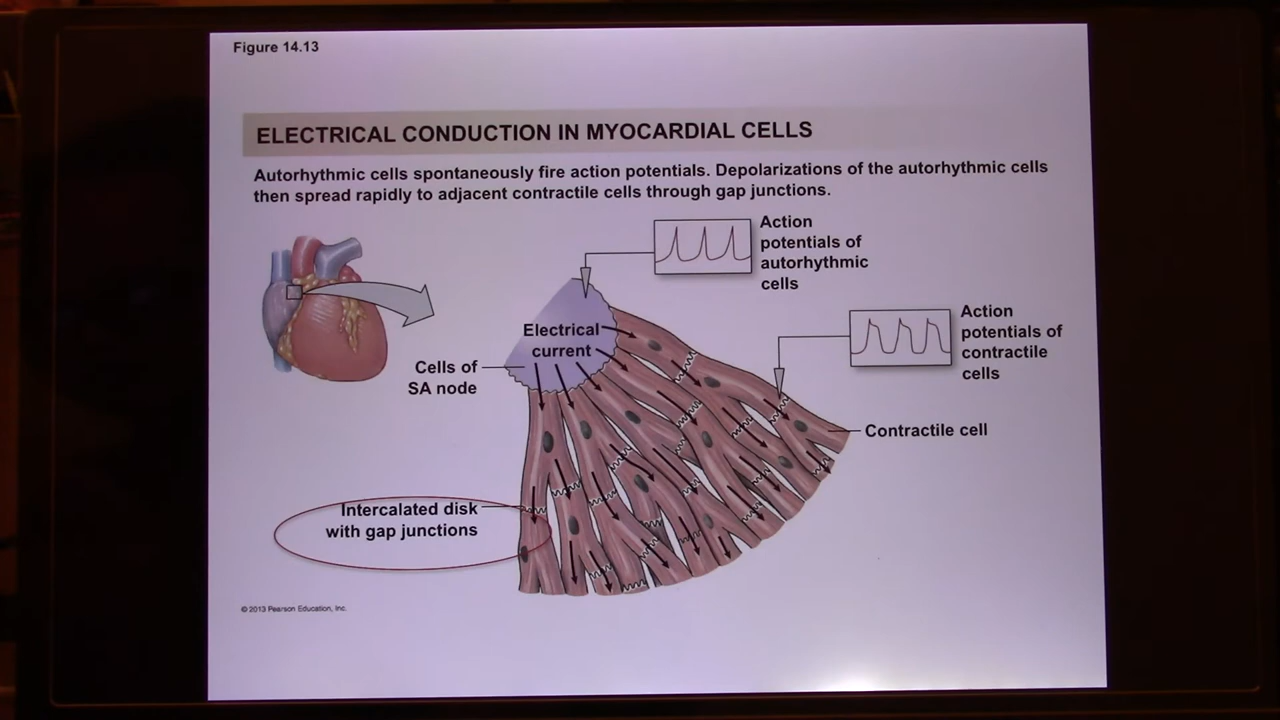 Figure 14.13
ELECTRICAL CONDUCTION IN MYOCARDIAL CELLS
Autorhythmic cells spontaneously fire action potentials. Depolarizations of the autorhythmic cells
then spread rapidly to adjacent contractile cells through gap junctions.
Action
potentials of
autorhythmic
cells
Action
potentials of
contractile
cells
Electrical
current
Cells of
SA node
Contractile cell
Intercalated disk
with gap junctions
© 2013 Pearson Education, Inc.